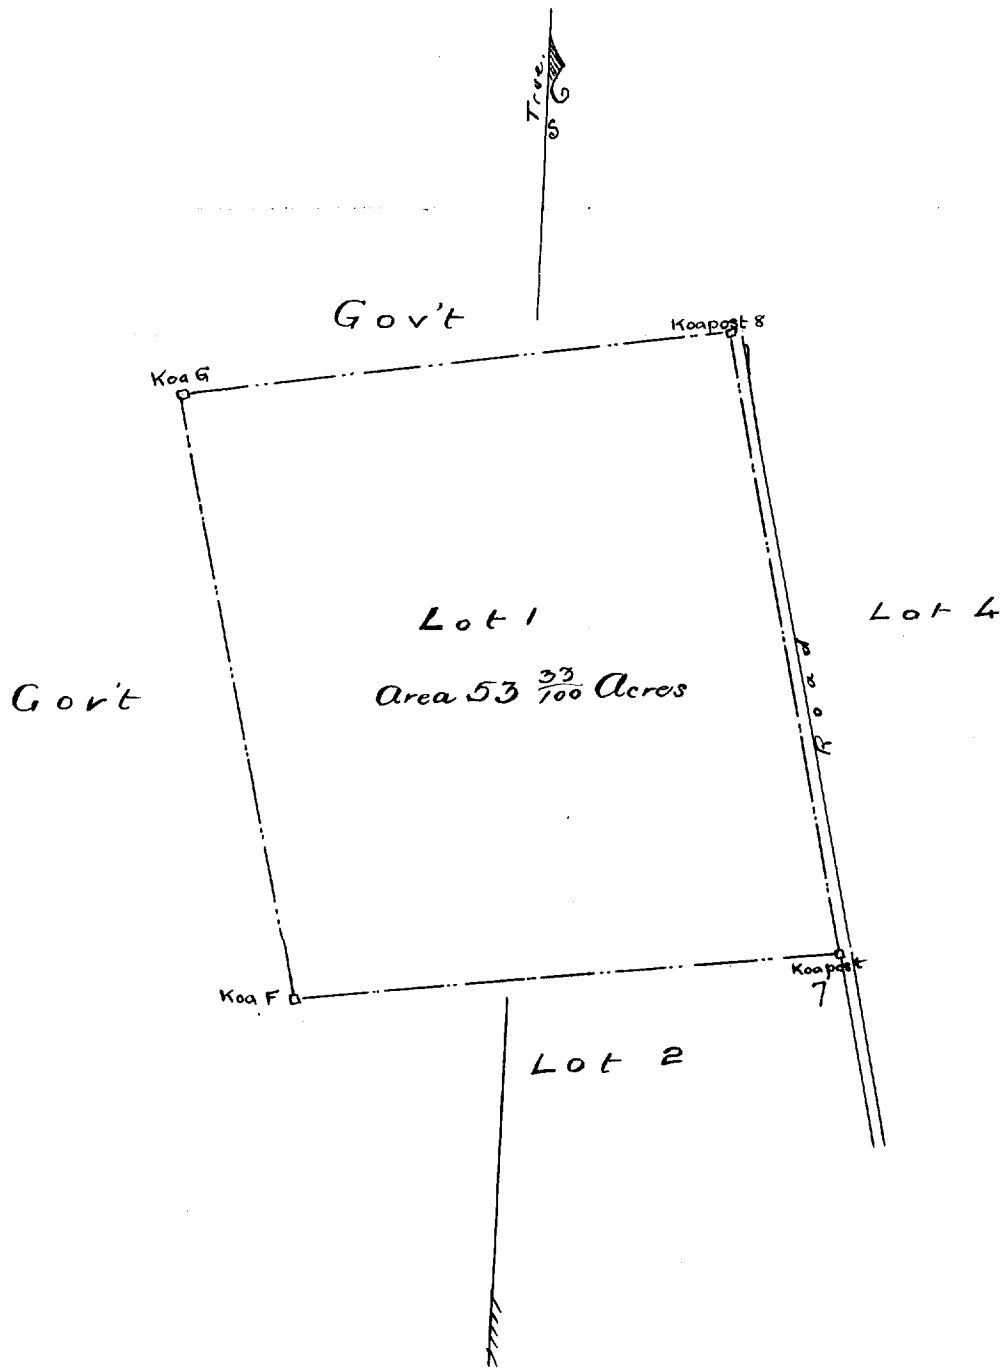 True.
S
Gov't
Koapost 8
Koa G
Lot 1
Lot 4
Area 53 33/100 Acres
Gov't
Road
Koapost
7
Koa F
Lot 2